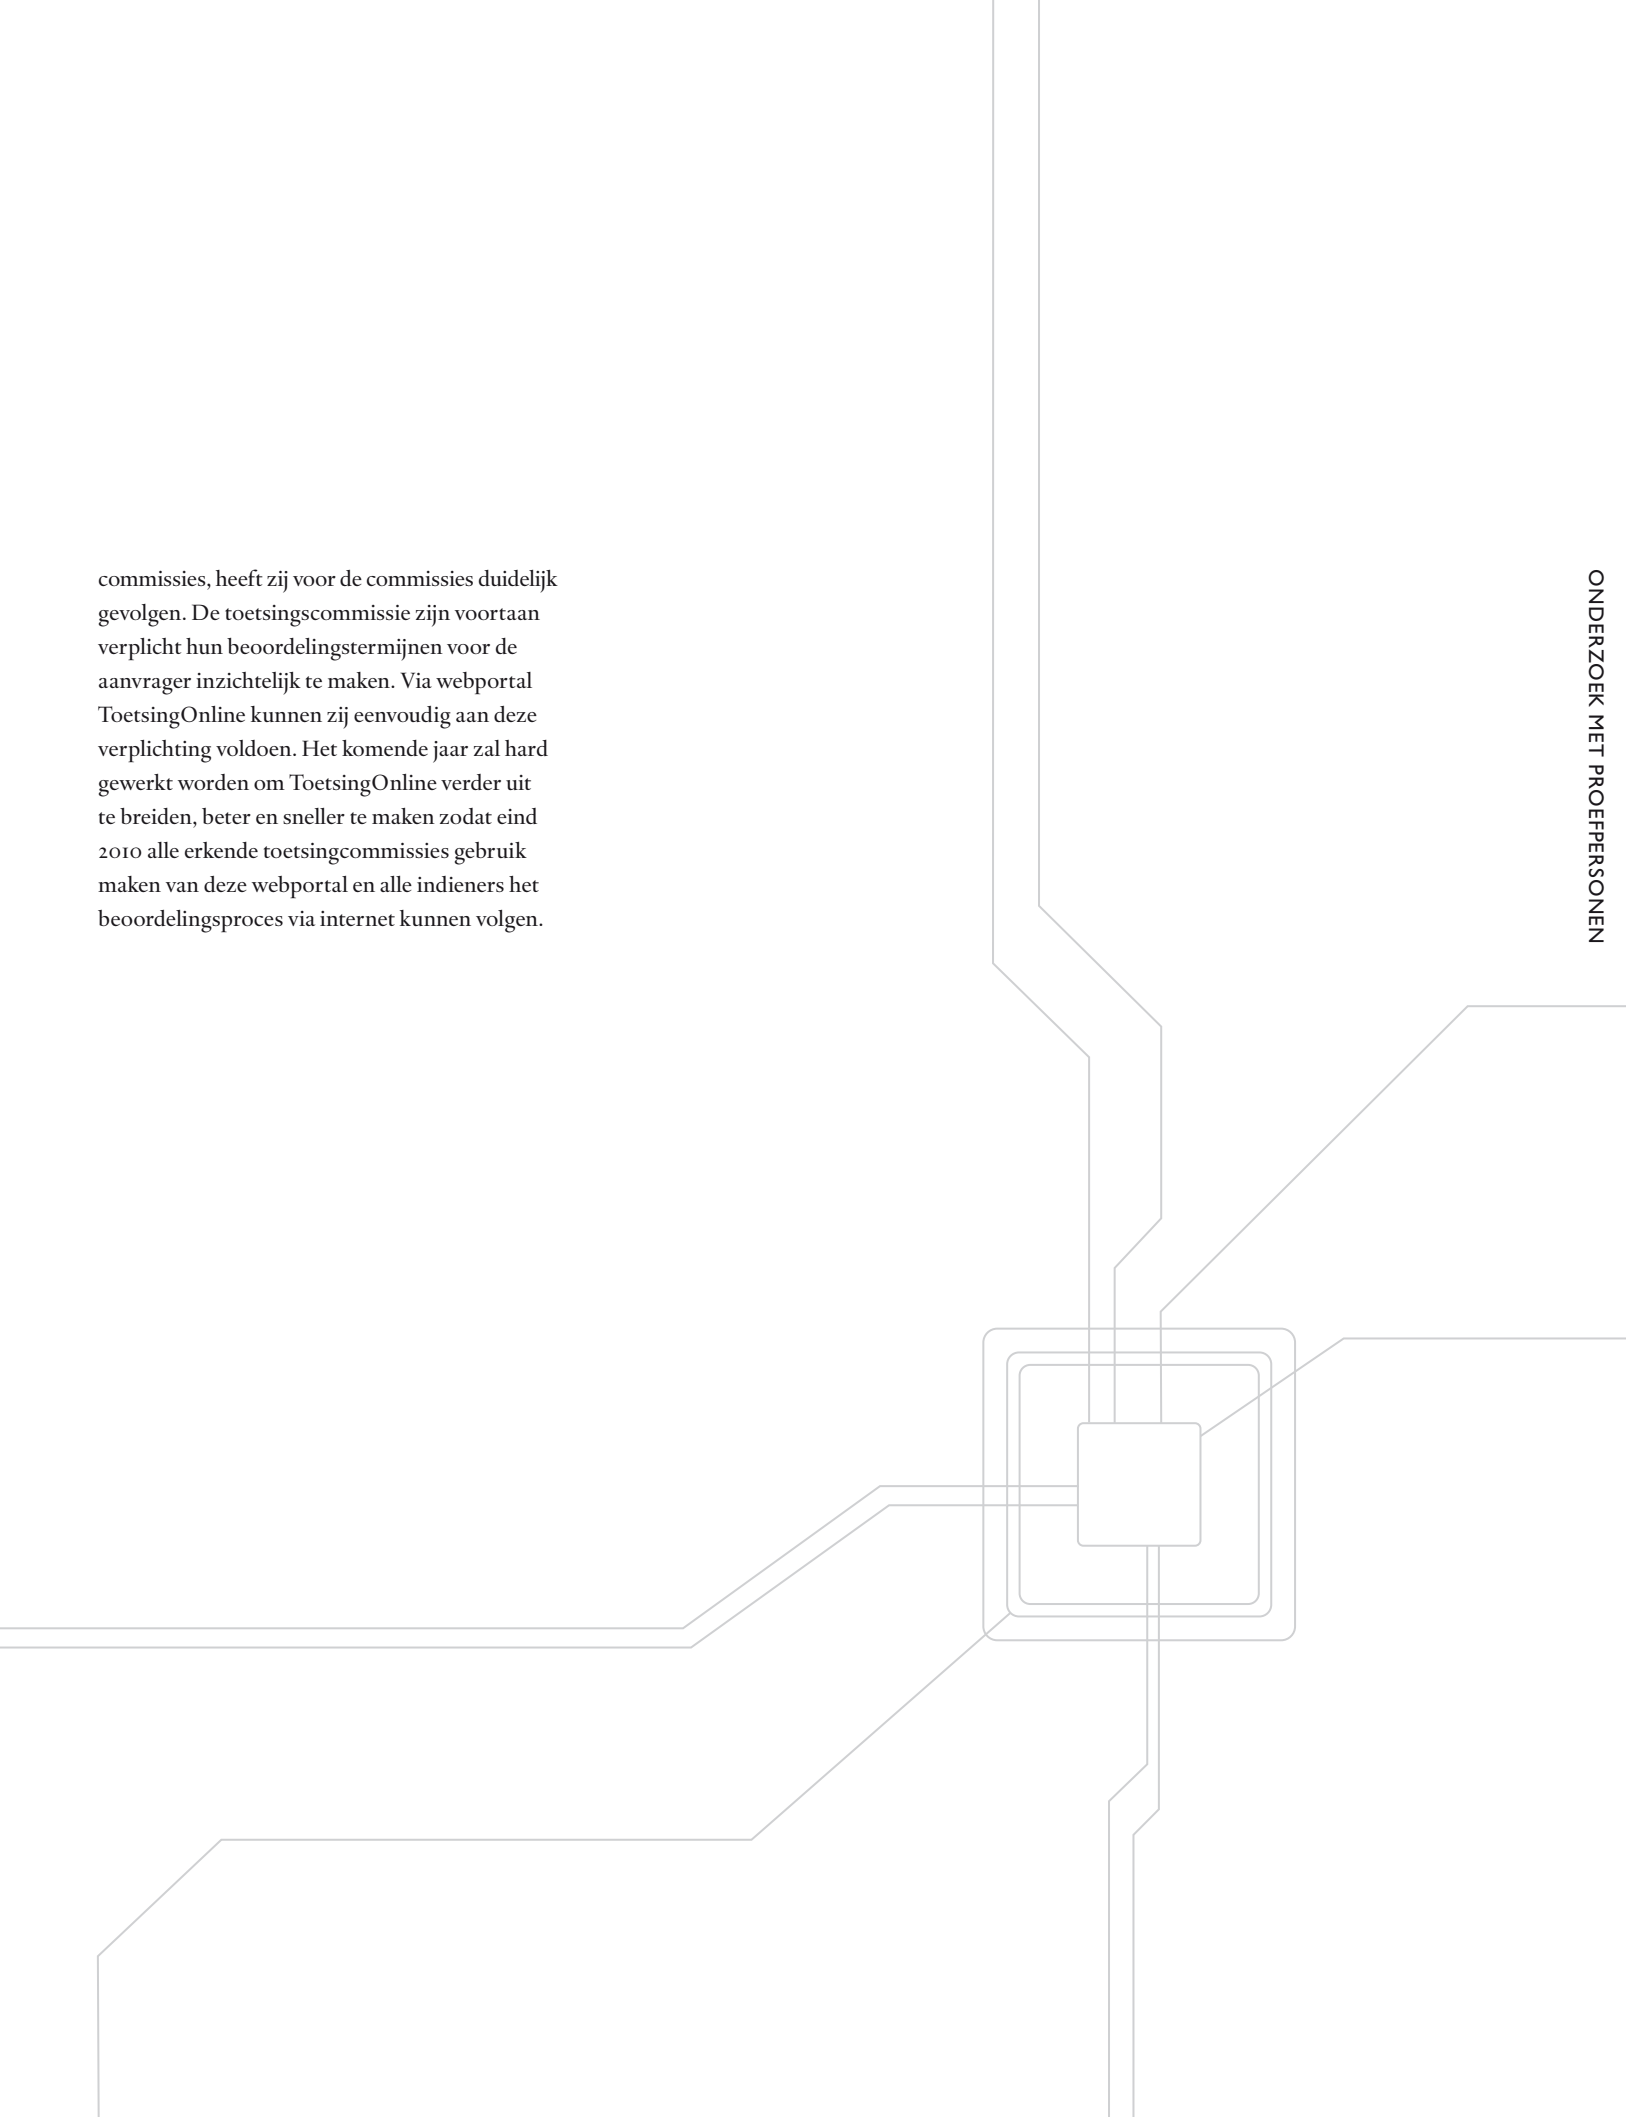 commissies, heeft zij voor de commissies duidelijk
gevolgen. De toetsingscommissie zijn voortaan
verplicht hun beoordelingstermijnen voor de
aanvrager inzichtelijk te maken. Via webportal
ToetsingOnline kunnen zij eenvoudig aan deze
verplichting voldoen. Het komende jaar zal hard
gewerkt worden om ToetsingOnline verder uit
te breiden, beter en sneller te maken zodat eind
2010 alle erkende toetsingcommissies gebruik
maken van deze webportal en alle indieners het
beoordelingsproces via internet kunnen volgen.
ONDERZOEK MET PROEFPERSONEN